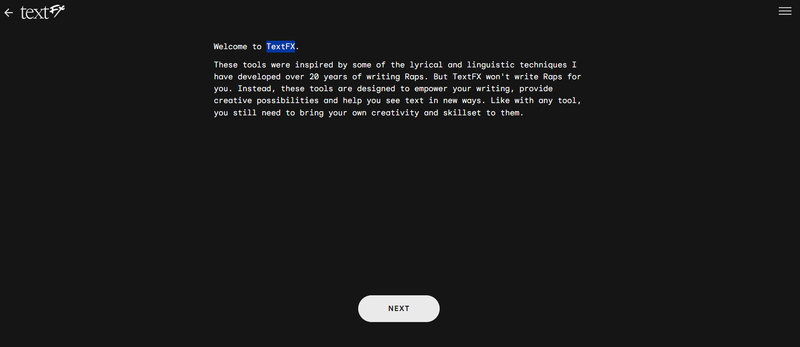 textFX
Welcome to TextFX.
These tools were inspired by some of the lyrical and linguistic techniques I
have developed over 20 years of writing Raps. But TextFX won't write Raps for
you. Instead, these tools are designed to empower your writing, provide
creative possibilities and help you see text in new ways. Like with any tool,
you still need to bring your own creativity and skillset to them.
NEXT